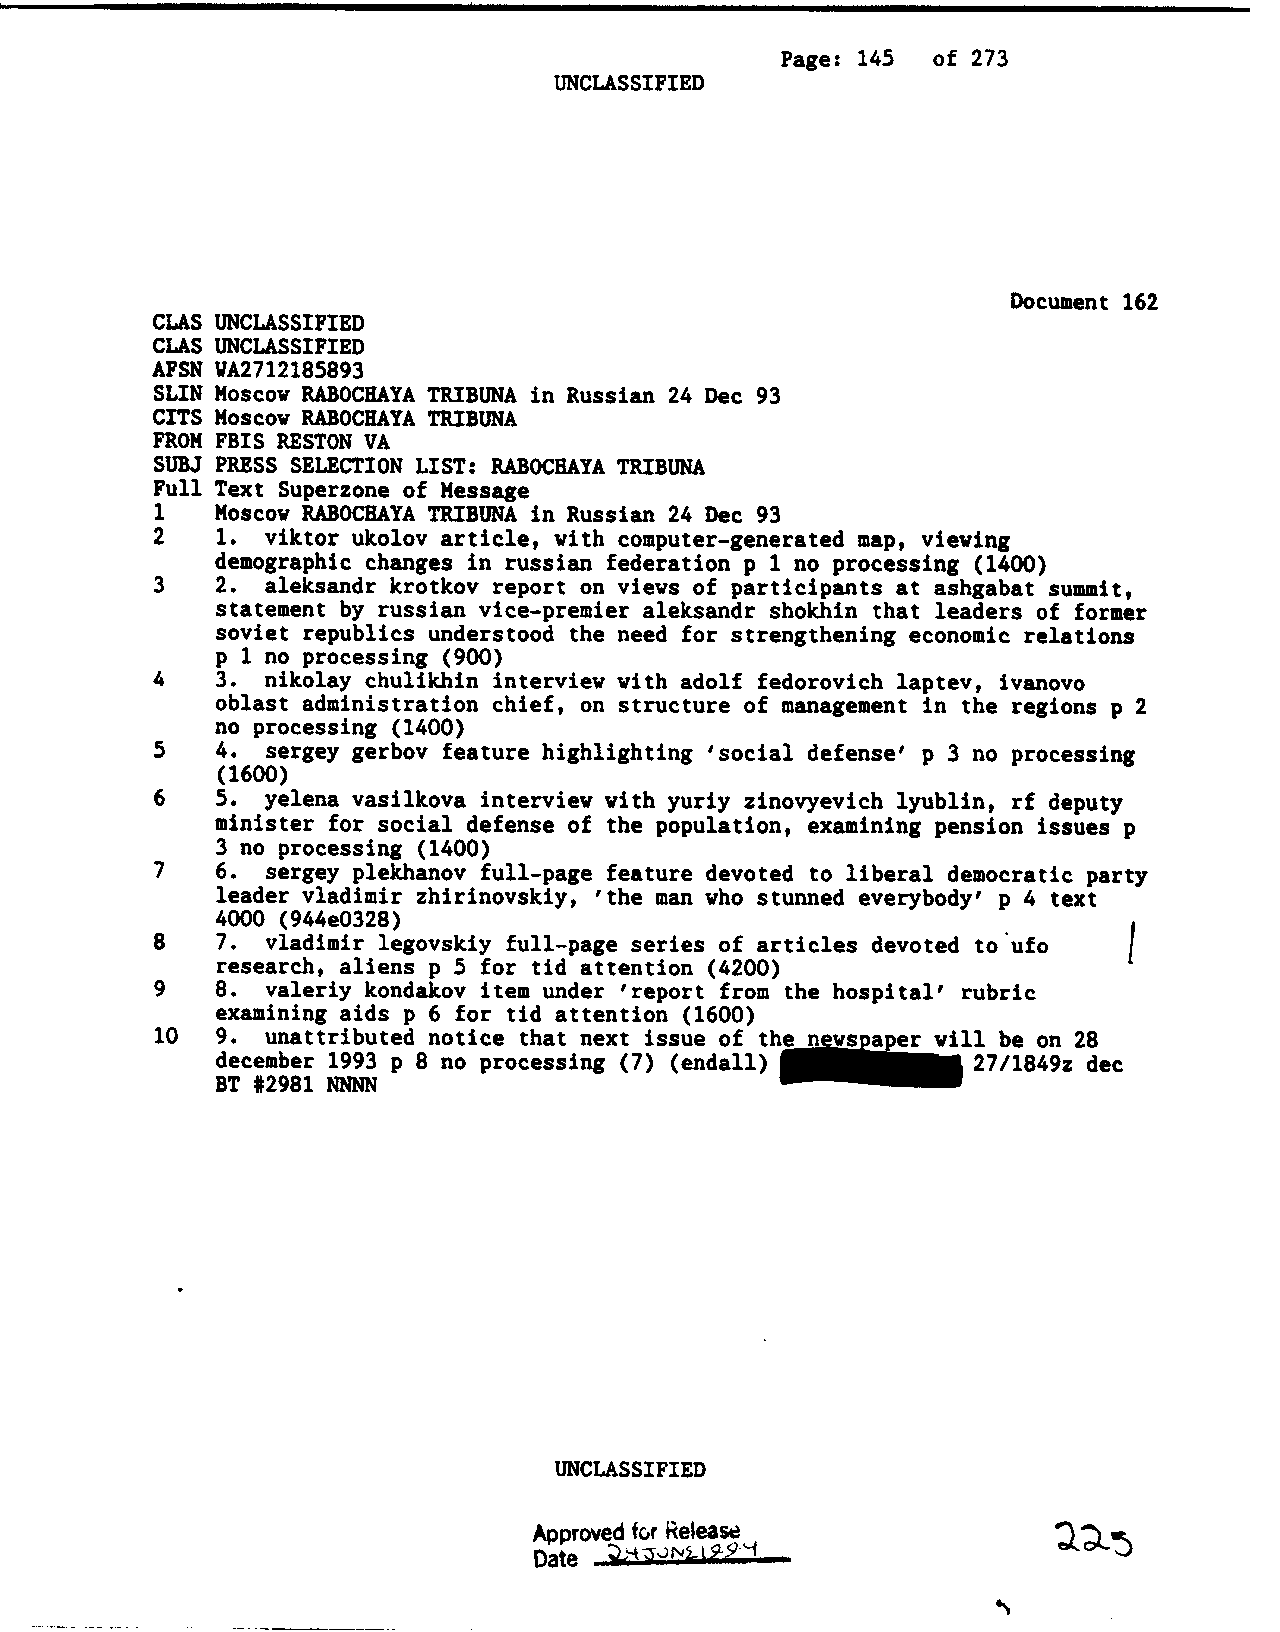 Page: 145 of 273
UNCLASSIFIED
Document 162
CLAS UNCLASSIFIED
CLAS UNCLASSIFIED
AFSN WA2712185893
SLIN Moscow RABOCHAYA TRIBUNA in Russian 24 Dec 93
CITS Moscow RABOCHAYA TRIBUNA
FROM FBIS RESTON VA
SUBJ PRESS SELECTION LIST: RABOCHAYA TRIBUNA
Full Text Superzone of Message
1 Moscow RABOCHAYA TRIBUNA in Russian 24 Dec 93
2 1. viktor ukolov article, with computer-generated map, viewing
demographic changes in russian federation p 1 no processing (1400)
3 2. aleksandr krotkov report on views of participants at ashgabat summit,
statement by russian vice-premier aleksandr shokhin that leaders of former
soviet republics understood the need for strengthening economic relations
p 1 no processing (900)
4 3. nikolay chulikhin interview with adolf fedorovich laptev, ivanovo
oblast administration chief, on structure of management in the regions p 2
no processing (1400)
5 4. sergey gerbov feature highlighting 'social defense' p 3 no processing
(1600)
6 5. yelena vasilkova interview with yuriy zinovyevich lyublin, rf deputy
minister for social defense of the population, examining pension issues p
3 no processing (1400)
7 6. sergey plekhanov full-page feature devoted to liberal democratic party
leader vladimir zhirinovskiy, 'the man who stunned everybody' p 4 text
4000 (944e0328)
8 7. vladimir legovskiy full-page series of articles devoted to ufo
research, aliens p 5 for tid attention (4200)
9 8. valeriy kondakov item under 'report from the hospital' rubric
examining aids p 6 for tid attention (1600)
10 9. unattributed notice that next issue of the newspaper will be on 28
december 1993 p 8 no processing (7) (endall) 27/1849z dec
BT #2981 NNNN
UNCLASSIFIED
Approved for Release
Date 24 JUNE 1994
225